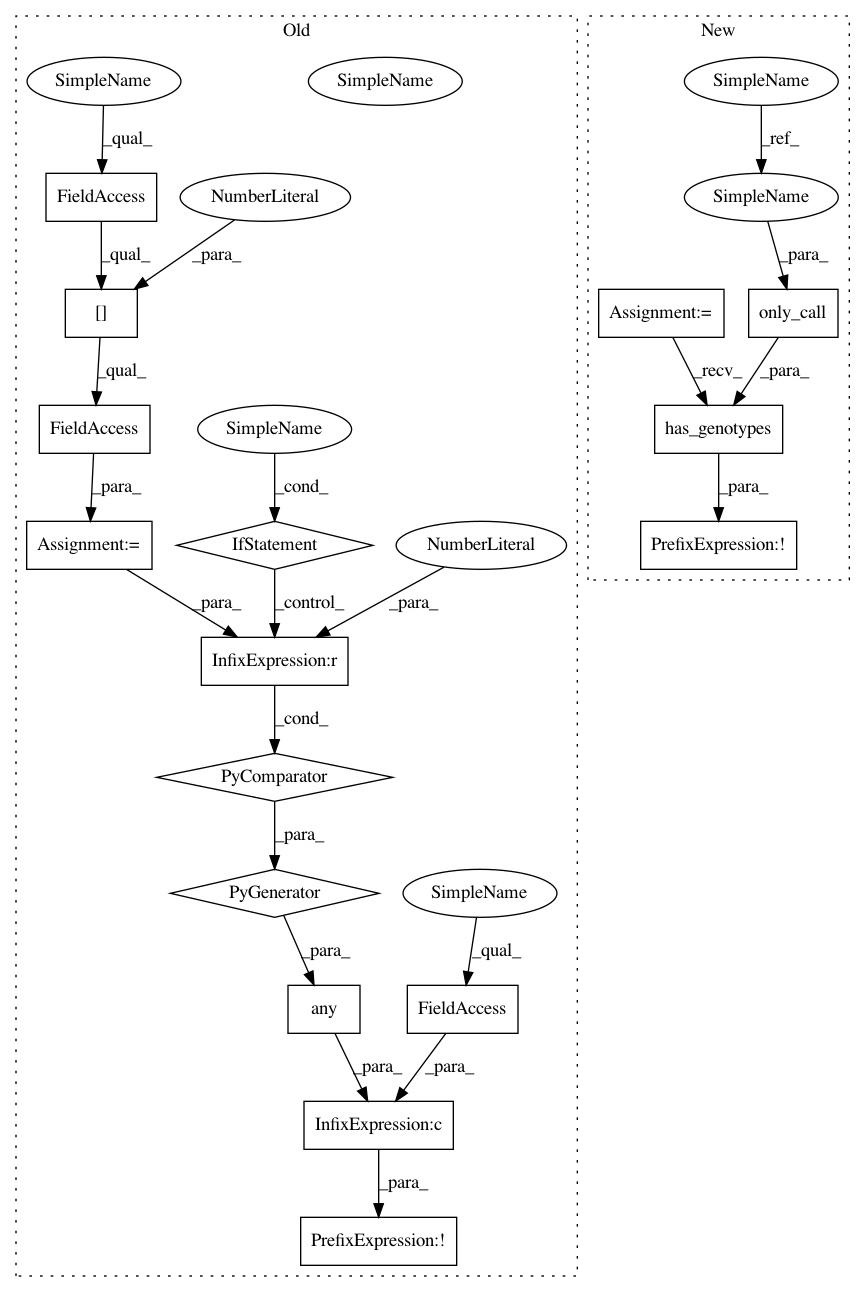 Old
New
SimpleName
SimpleName
SimpleName
_qual_
_ref_
FieldAccess
NumberLiteral
SimpleName
_qual_
_para_
_para_
[]
Assignment:=
only_call
_qual_
_recv_
_para_
FieldAccess
SimpleName
has_genotypes
_para_
_cond_
_para_
Assignment:=
IfStatement
NumberLiteral
PrefixExpression:!
_para_
_control_
_para_
InfixExpression:r
_cond_
PyComparator
_para_
PyGenerator
SimpleName
_para_
_qual_
any
FieldAccess
_para_
_para_
InfixExpression:c
_para_
PrefixExpression:!